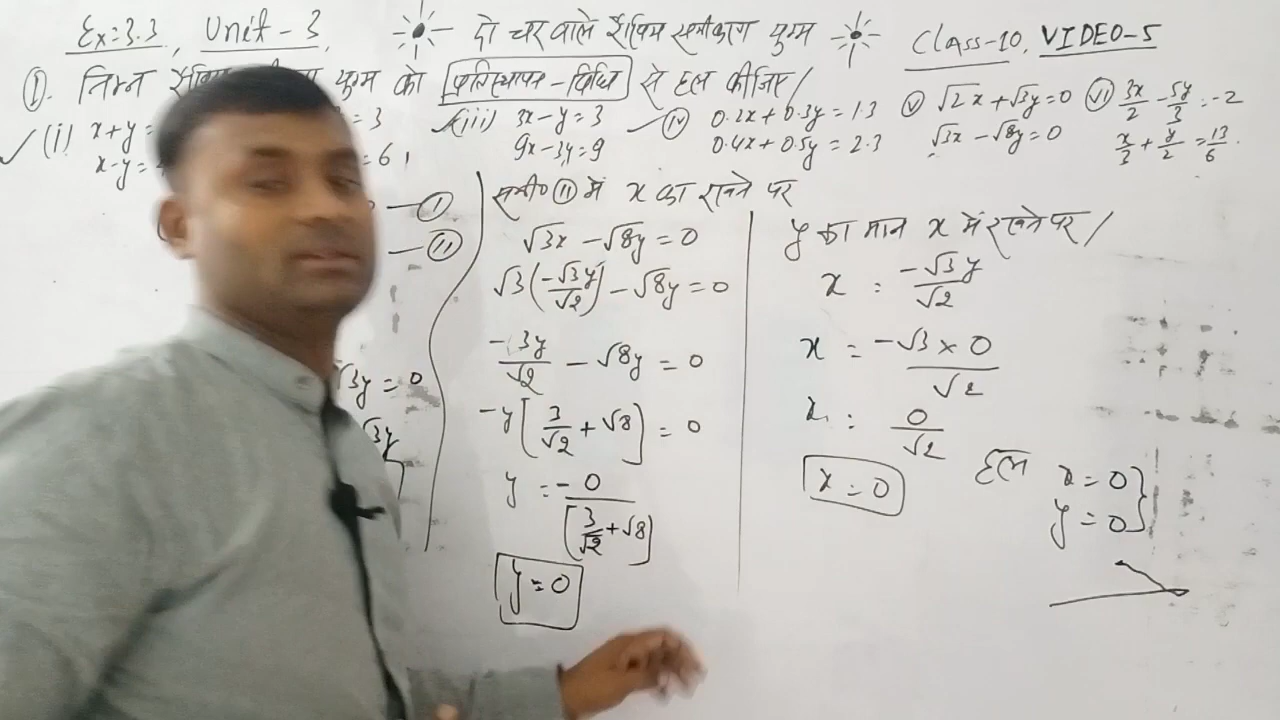 Ex:3.3, Unit-3, दो चर वाले रैखिक समीकरण युग्म Class-10, VIDEO-5
①. निम्न युग्म को प्रतिस्थापन-विधि से हल कीजिए/
(i) x+y= = 3 (iii) 3x-y=3 (iv) 0.2x+0.3y=1.3 (v) √2x+√3y=0 (vi) 3x/2 - 5y/3 = -2
x-y= = 6, 9x-3y=9 0.4x+0.5y=2.3 √3x-√8y=0 x/3 + y/2 = 13/6.
— ①
— ②
√3y = 0
√3y
समी० ② में x का रखने पर
√3x - √8y = 0
√3(-√3y/√2) - √8y = 0
-3y/√2 - √8y = 0
-y[3/√2 + √8] = 0
y = -0/[3/√2 + √8]
y = 0
y का मान x में रखने पर/
x = -√3y/√2
x = -√3×0/√2
x = 0/√2
x = 0
हल x = 0
y = 0}